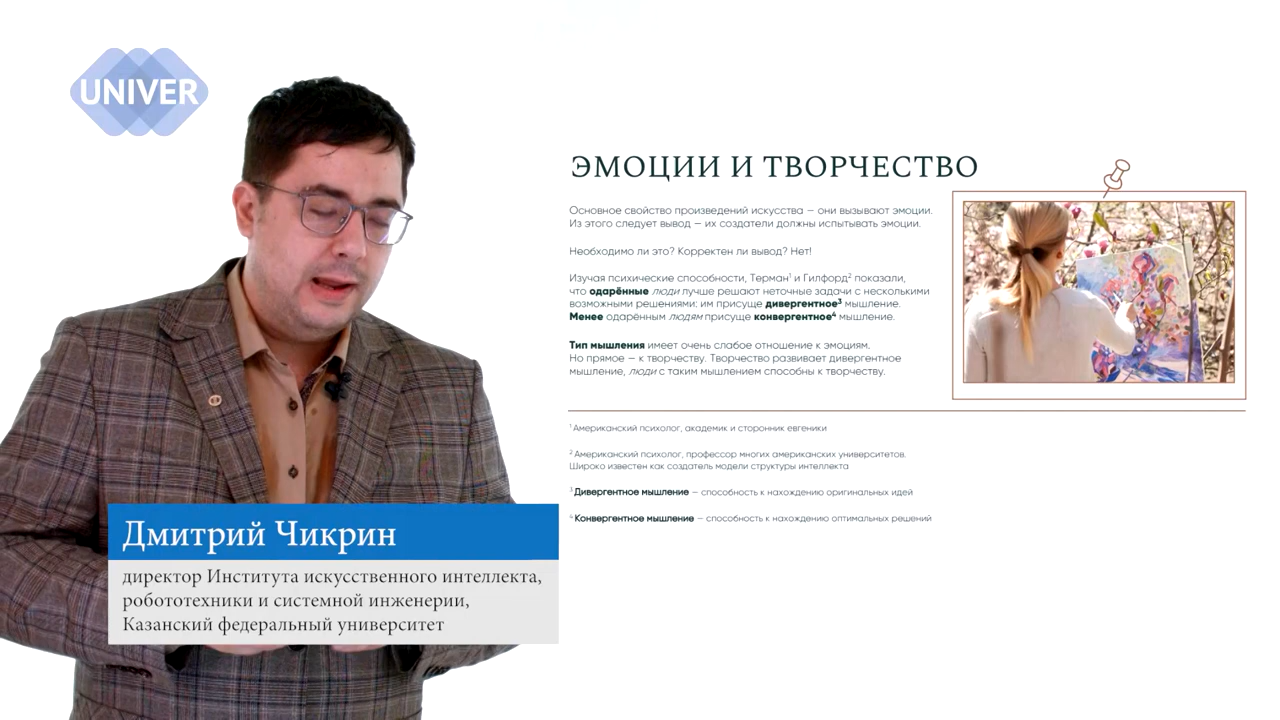 UNIVER
ЭМОЦИИ И ТВОРЧЕСТВО
Основное свойство произведений искусства — они вызывают эмоции.
Из этого следует вывод — их создатели должны испытывать эмоции.
Необходимо ли это? Корректен ли вывод? Нет!
Изучая психические способности, Терман¹ и Гилфорд² показали,
что одарённые люди лучше решают неточные задачи с несколькими
возможными решениями: им присуще дивергентное³ мышление.
Менее одарённым людям присуще конвергентное⁴ мышление.
Тип мышления имеет очень слабое отношение к эмоциям.
Но прямое — к творчеству. Творчество развивает дивергентное
мышление, люди с таким мышлением способны к творчеству.
¹ Американский психолог, академик и сторонник евгеники
² Американский психолог, профессор многих американских университетов.
Широко известен как создатель модели структуры интеллекта
³ Дивергентное мышление — способность к нахождению оригинальных идей
⁴ Конвергентное мышление — способность к нахождению оптимальных решений
Дмитрий Чикрин
директор Института искусственного интеллекта,
робототехники и системной инженерии,
Казанский федеральный университет